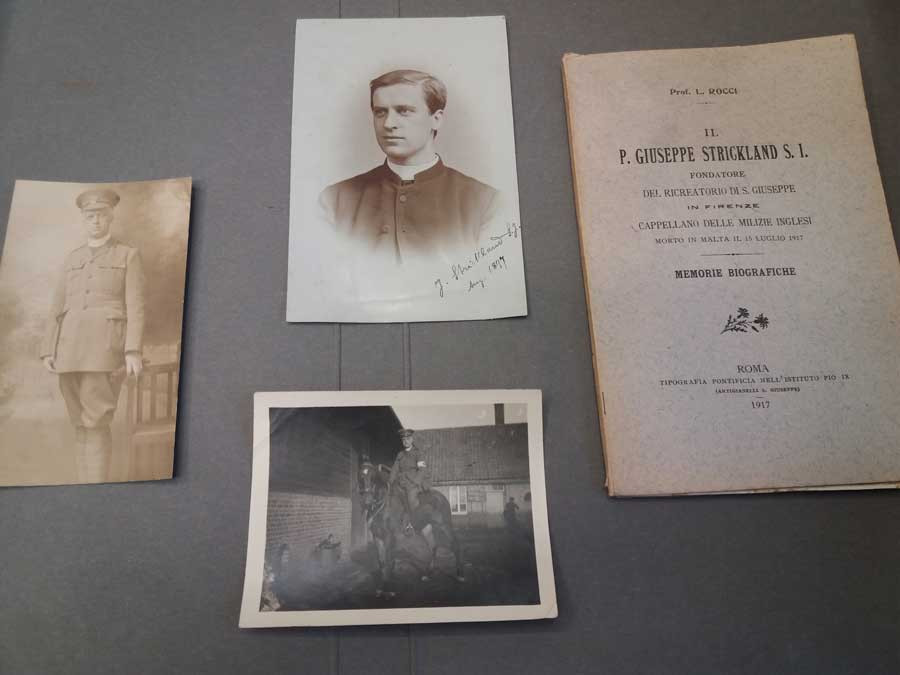 J. Strickland S.J.
Aug. 1897
Prof. L. ROCCI
IL
P. GIUSEPPE STRICKLAND S. I.
FONDATORE
DEL RICREATORIO DI S. GIUSEPPE
IN FIRENZE
CAPPELLANO DELLE MILIZIE INGLESI
MORTO IN MALTA IL 15 LUGLIO 1917
MEMORIE BIOGRAFICHE
ROMA
TIPOGRAFIA PONTIFICIA NELL'ISTITUTO PIO IX
(ARTIGIANELLI S. GIUSEPPE)
1917